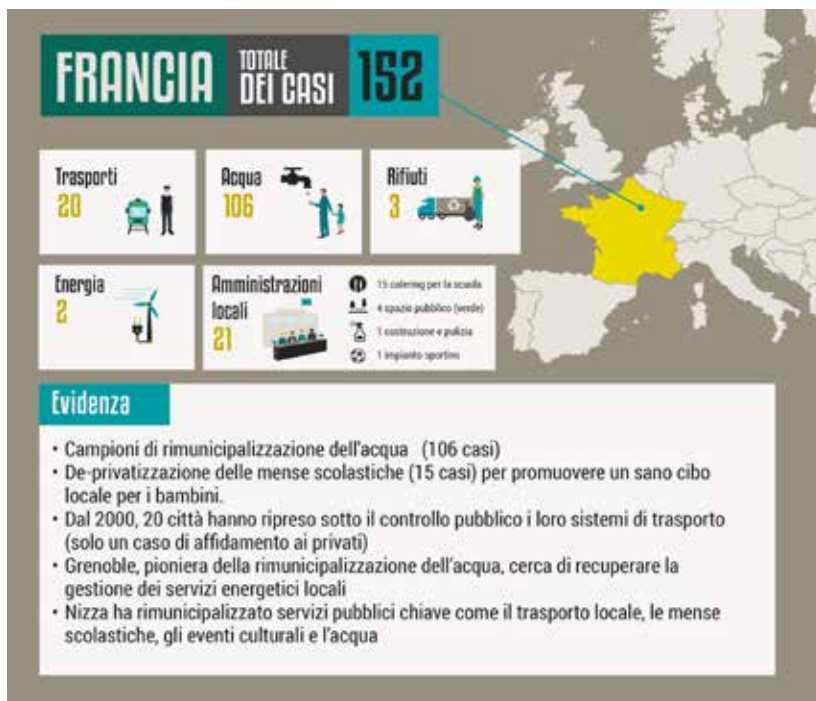 FRANCIA
TOTALE
DEI CASI
152
Trasporti
20
Acqua
106
Rifiuti
3
Energia
2
Amministrazioni
locali
21
15 catering per la scuola
4 spazio pubblico (verde)
1 costruzione e pulizia
1 impianto sportivo
Evidenza
• Campioni di rimunicipalizzazione dell'acqua (106 casi)
• De-privatizzazione delle mense scolastiche (15 casi) per promuovere un sano cibo
locale per i bambini.
• Dal 2000, 20 città hanno ripreso sotto il controllo pubblico i loro sistemi di trasporto
(solo un caso di affidamento ai privati)
• Grenoble, pioniera della rimunicipalizzazione dell'acqua, cerca di recuperare la
gestione dei servizi energetici locali
• Nizza ha rimunicipalizzato servizi pubblici chiave come il trasporto locale, le mense
scolastiche, gli eventi culturali e l'acqua